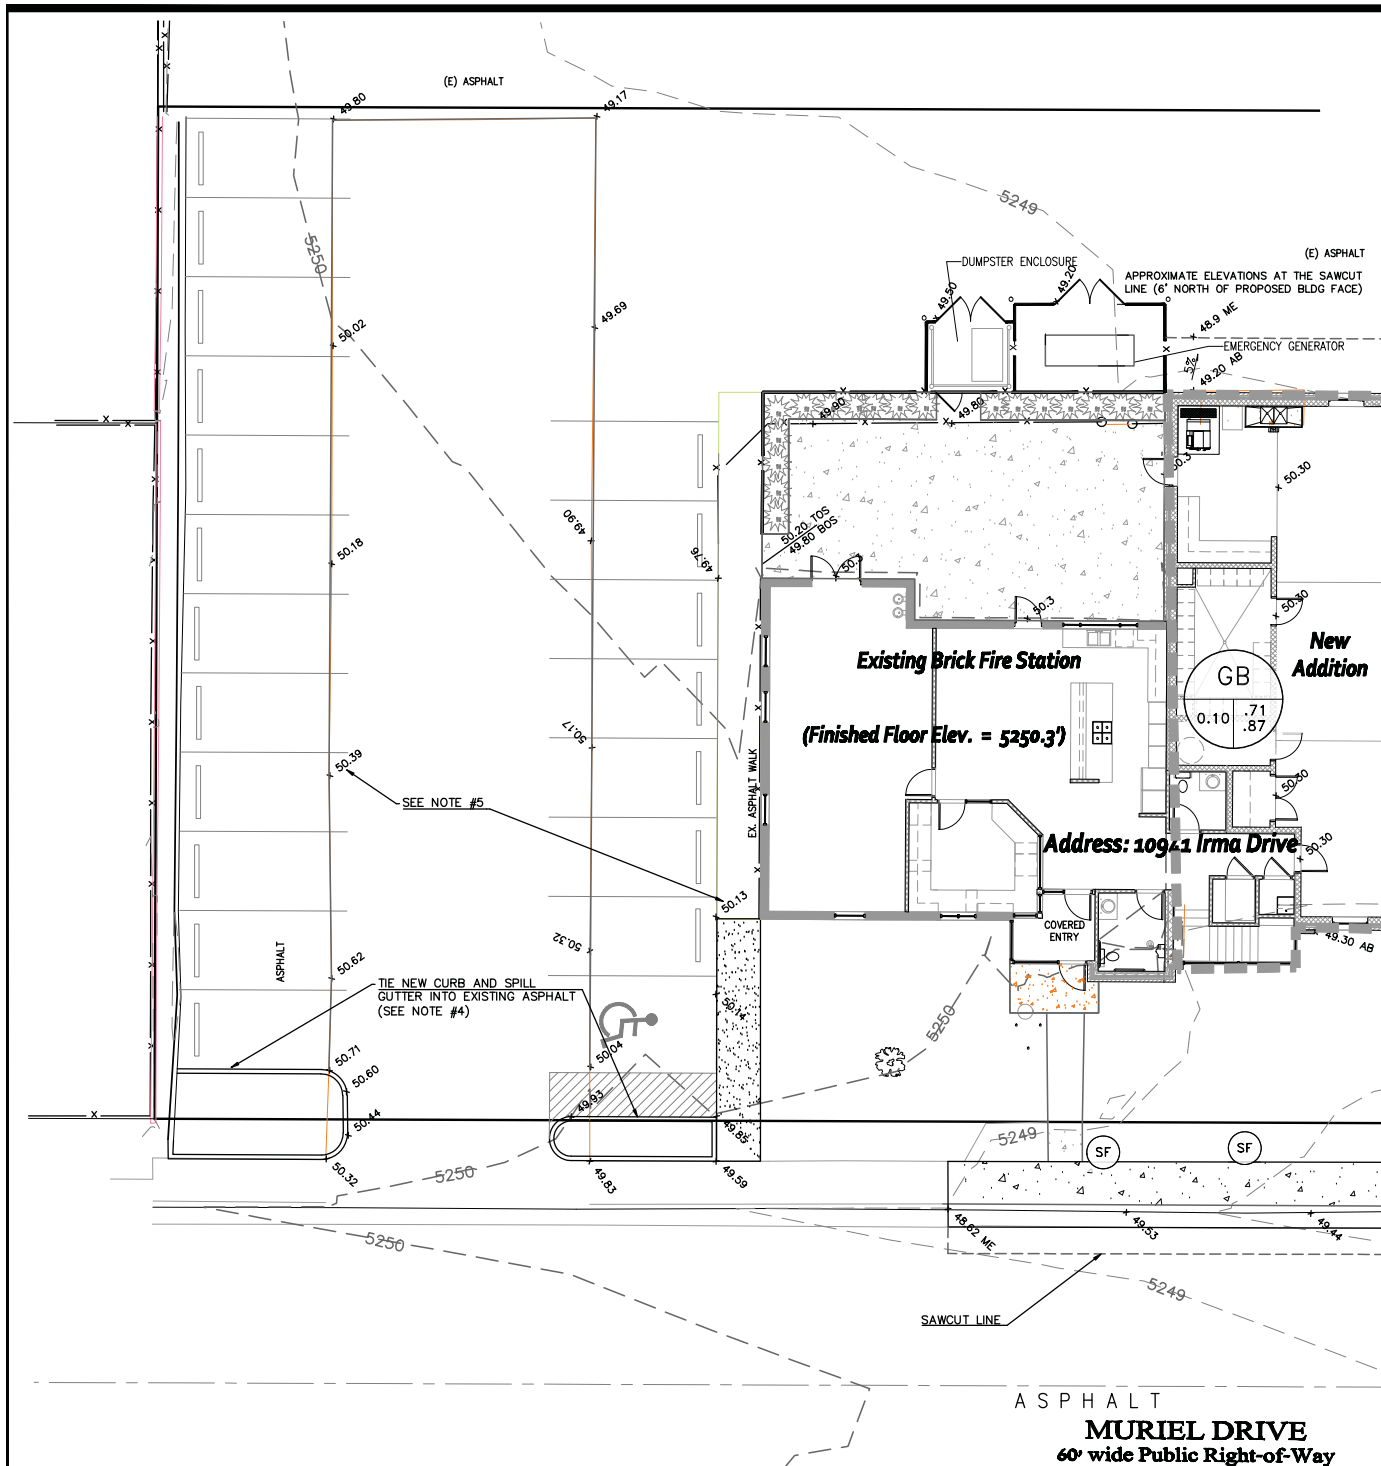 (E) ASPHALT
49.80
49.17
5249
5250
(E) ASPHALT
DUMPSTER ENCLOSURE
49.50
49.20
APPROXIMATE ELEVATIONS AT THE SAWCUT
LINE (6' NORTH OF PROPOSED BLDG FACE)
50.02
49.69
48.9 ME
EMERGENCY GENERATOR
5%
49.20 AB
49.90
49.80
50.3
50.30
49.90
50.20 TOS
49.80 BOS
50.18
49.76
50.3
50.3
50.30
New
Addition
Existing Brick Fire Station
GB
0.10
.71
.87
(Finished Floor Elev. = 5250.3')
50.17
50.39
EX. ASPHALT WALK
SEE NOTE #5
50.30
Address: 10941 Irma Drive
50.30
50.13
COVERED
ENTRY
49.30 AB
50.32
ASPHALT
50.62
TIE NEW CURB AND SPILL
GUTTER INTO EXISTING ASPHALT
(SEE NOTE #4)
50.14
5250
50.71
50.04
50.60
49.93
50.44
49.85
5249
SF
SF
50.32
5250
49.83
49.59
5250
48.62 ME
49.53
49.44
5249
SAWCUT LINE
ASPHALT
MURIEL DRIVE
60' wide Public Right-of-Way